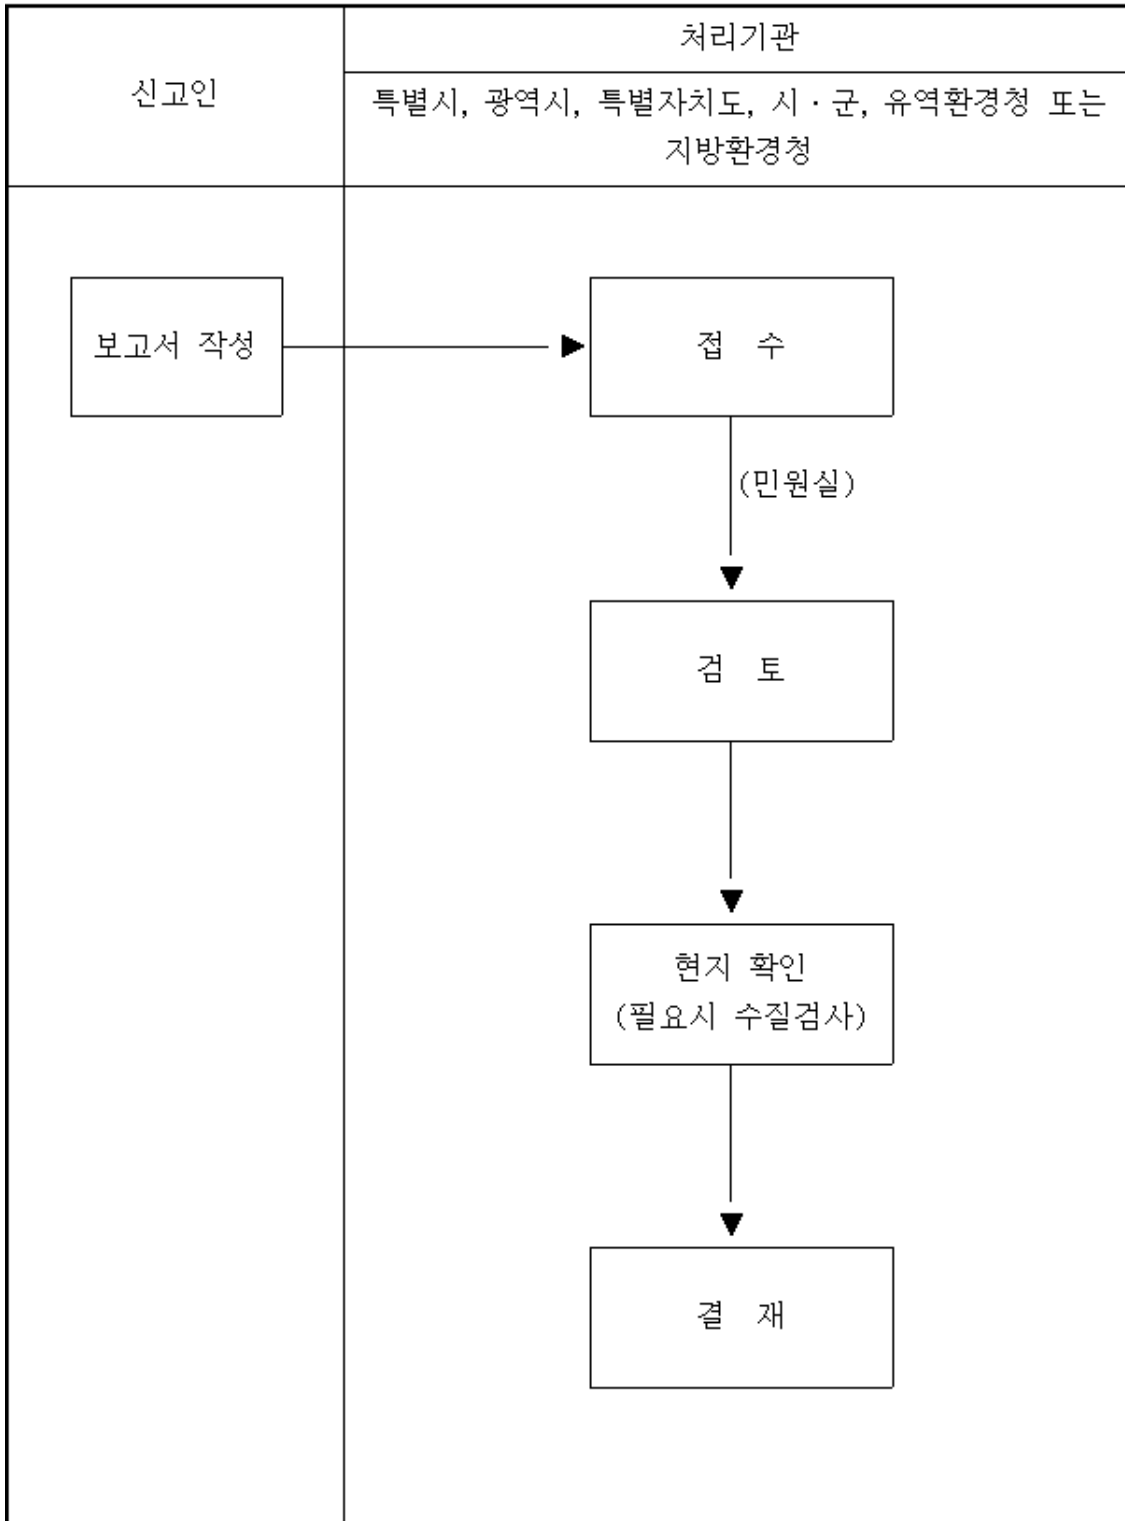 신고인
처리기관
특별시, 광역시, 특별자치도, 시 · 군, 유역환경청 또는
지방환경청
보고서 작성
접 수
(민원실)
검 토
현지 확인
(필요시 수질검사)
결 재